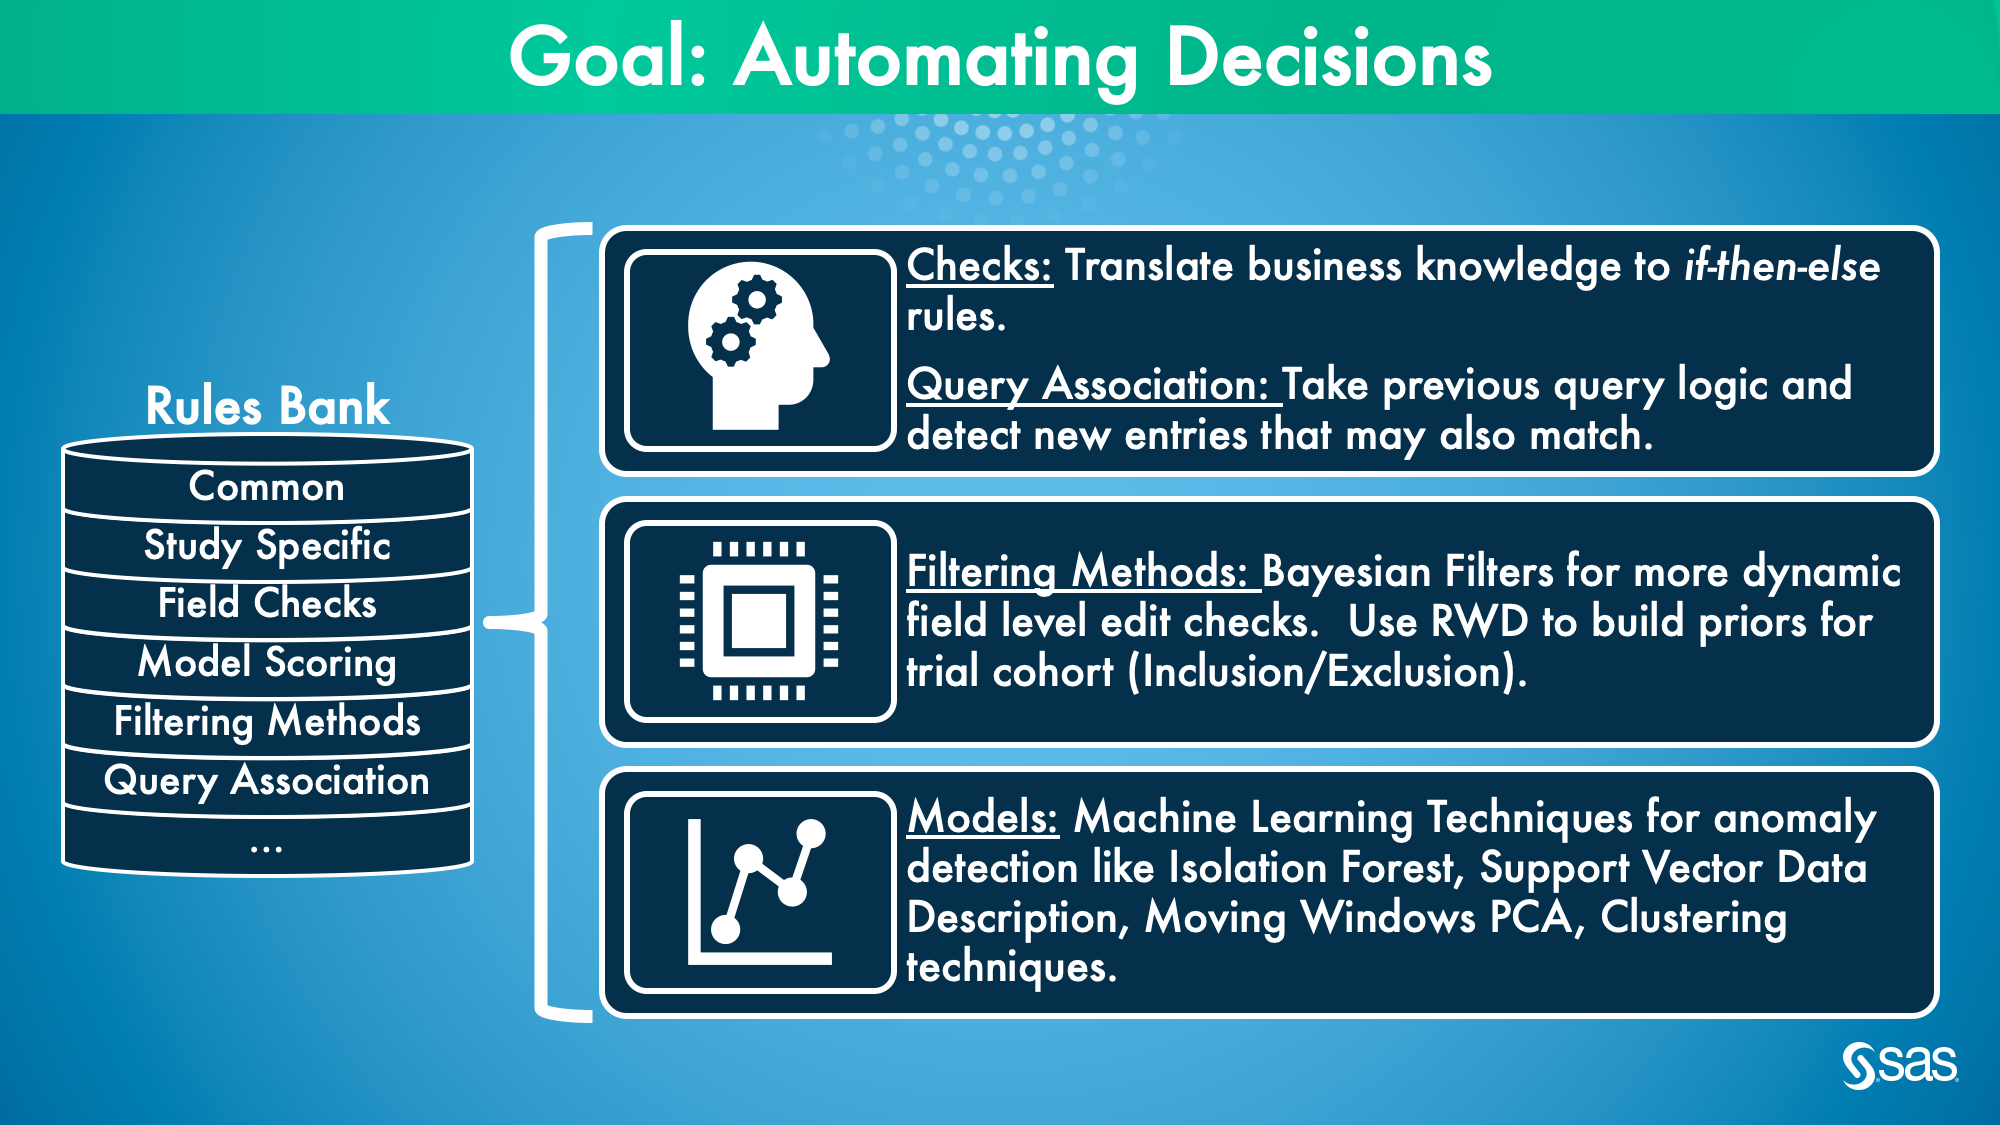 Goal: Automating Decisions
Rules Bank
Common
Study Specific
Field Checks
Model Scoring
Filtering Methods
Query Association
...
Checks: Translate business knowledge to if-then-else
rules.
Query Association: Take previous query logic and
detect new entries that may also match.
Filtering Methods: Bayesian Filters for more dynamic
field level edit checks.  Use RWD to build priors for
trial cohort (Inclusion/Exclusion).
Models: Machine Learning Techniques for anomaly
detection like Isolation Forest, Support Vector Data
Description, Moving Windows PCA, Clustering
techniques.
sas